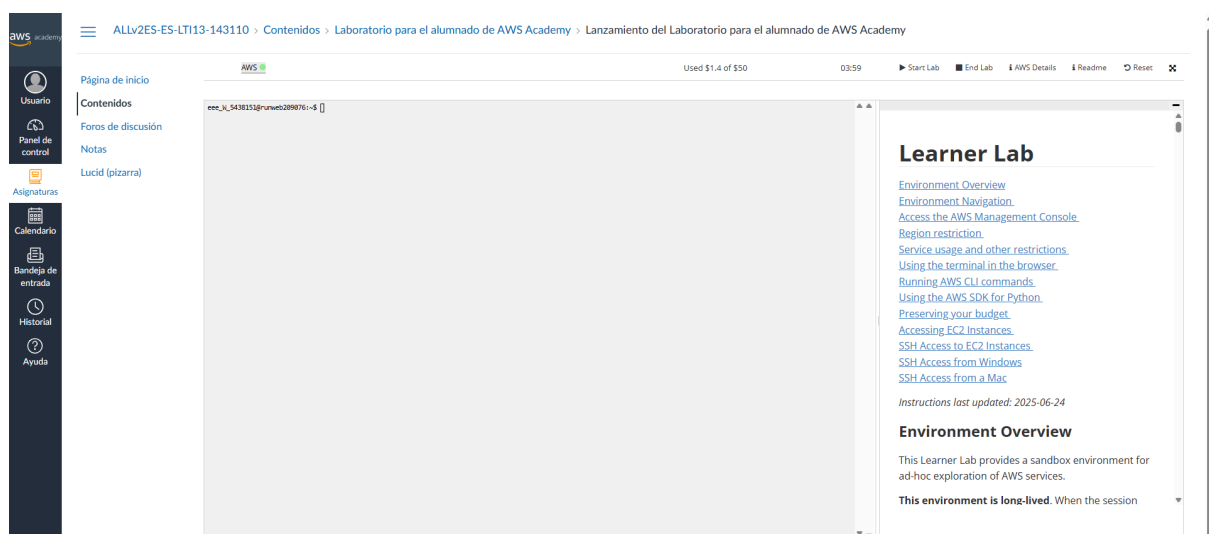 aws academy
ALLv2ES-ES-LTI13-143110 > Contenidos > Laboratorio para el alumnado de AWS Academy > Lanzamiento del Laboratorio para el alumnado de AWS Academy
Usuario
Panel de control
Asignaturas
Calendario
Bandeja de entrada
Historial
Ayuda
Página de inicio
Contenidos
Foros de discusión
Notas
Lucid (pizarra)
AWS
Used $1.4 of $50
03:59
Start Lab
End Lab
AWS Details
Readme
Reset
eee_W_5438151@runweb209076:~$ []
Learner Lab
Environment Overview
Environment Navigation
Access the AWS Management Console
Region restriction
Service usage and other restrictions
Using the terminal in the browser
Running AWS CLI commands
Using the AWS SDK for Python
Preserving your budget
Accessing EC2 Instances
SSH Access to EC2 Instances
SSH Access from Windows
SSH Access from a Mac
Instructions last updated: 2025-06-24
Environment Overview
This Learner Lab provides a sandbox environment for
ad-hoc exploration of AWS services.
This environment is long-lived. When the session